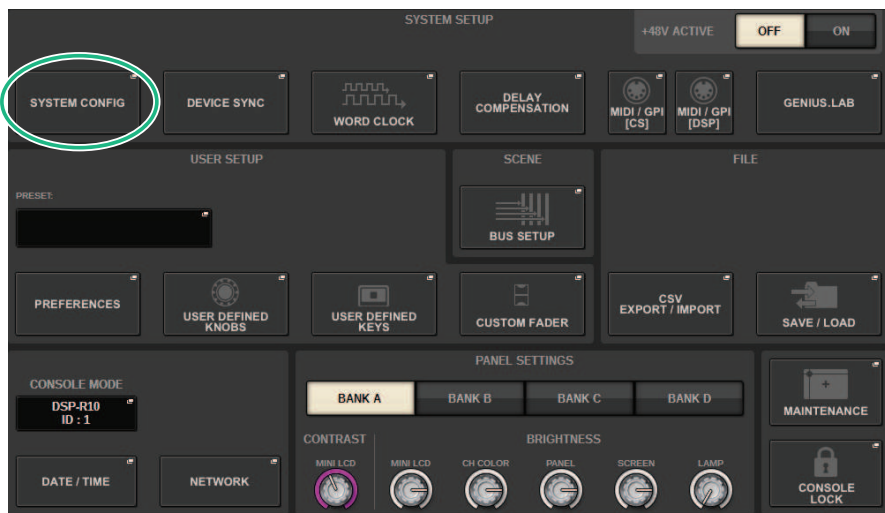 SYSTEM SETUP
+48V ACTIVE
OFF
ON
SYSTEM CONFIG
DEVICE SYNC
WORD CLOCK
DELAY
COMPENSATION
MIDI / GPI
[CS]
MIDI / GPI
[DSP]
GENIUS.LAB
USER SETUP
SCENE
FILE
PRESET:
BUS SETUP
PREFERENCES
USER DEFINED
KNOBS
USER DEFINED
KEYS
CUSTOM FADER
CSV
EXPORT / IMPORT
SAVE / LOAD
CONSOLE MODE
DSP-R10
ID : 1
DATE / TIME
NETWORK
PANEL SETTINGS
BANK A
BANK B
BANK C
BANK D
CONTRAST
BRIGHTNESS
MINI LCD
MINI LCD
CH COLOR
PANEL
SCREEN
LAMP
MAINTENANCE
CONSOLE
LOCK